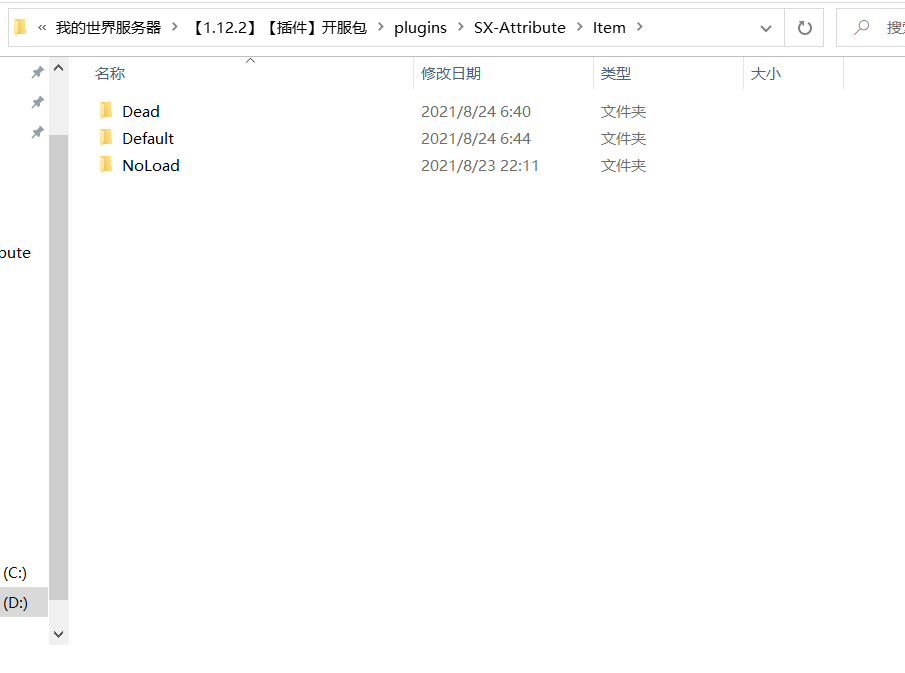 « 我的世界服务器 > 【1.12.2】【插件】开服包 > plugins > SX-Attribute > Item >
名称 修改日期 类型 大小
Dead 2021/8/24 6:40 文件夹
Default 2021/8/24 6:44 文件夹
NoLoad 2021/8/23 22:11 文件夹
bute
(C:)
(D:)